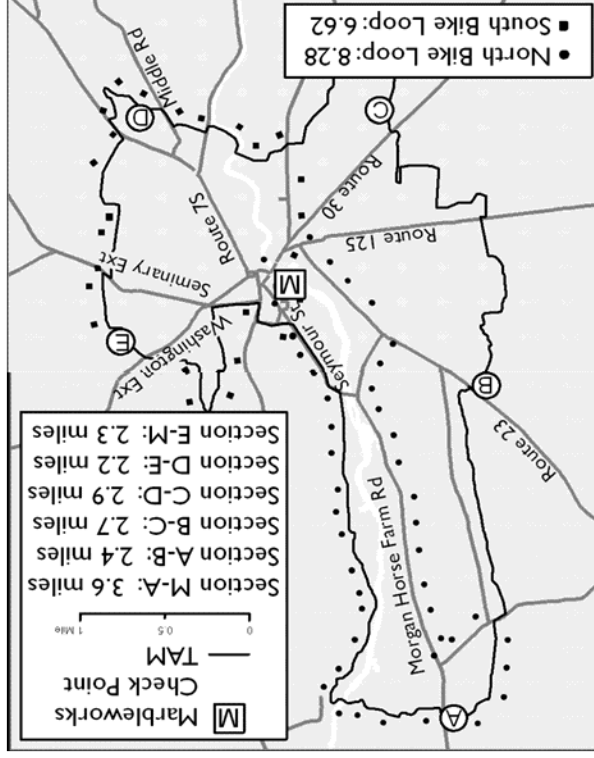 M Marbleworks
Check Point
TAM
0 0.5 1 Mile
Section M-A: 3.6 miles
Section A-B: 2.4 miles
Section B-C: 2.7 miles
Section C-D: 2.9 miles
Section D-E: 2.2 miles
Section E-M: 2.3 miles
A
Morgan Horse Farm Rd
Route 23
B
Seymour St
Washington Ext
E
M
Seminary Ext
Route 125
Route 7S
Route 30
C
D
Middle Rd
North Bike Loop: 8.28
South Bike Loop: 6.62